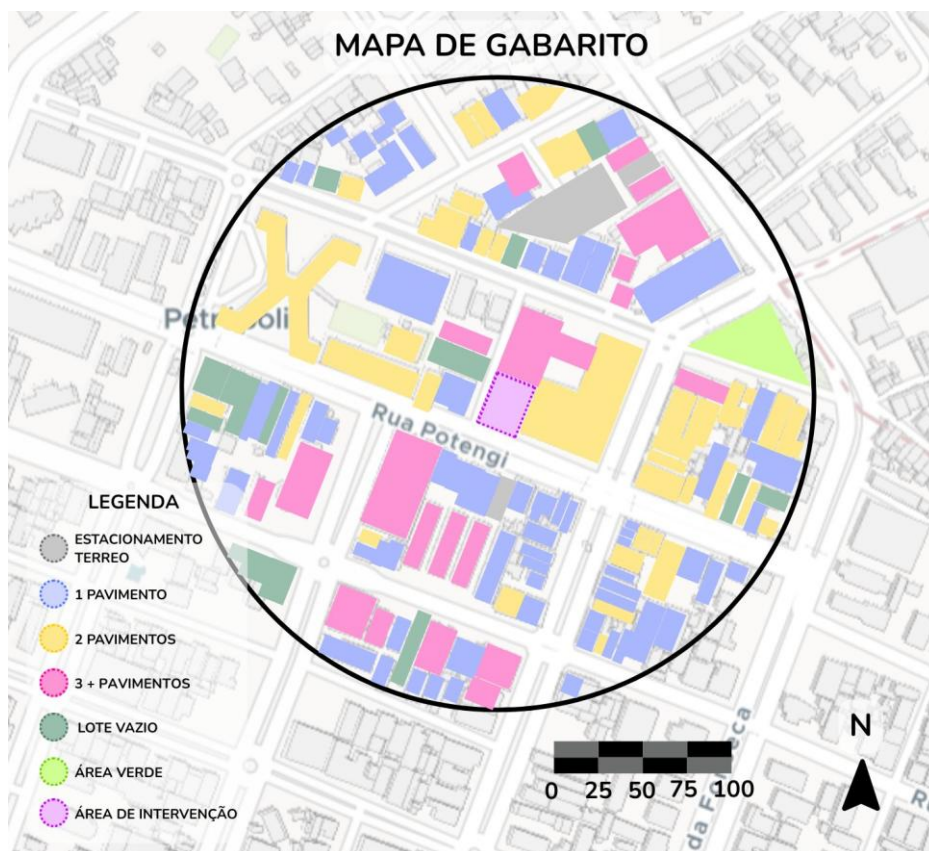 MAPA DE GABARITO
Rua Potengi
LEGENDA
ESTACIONAMENTO
TERREO
1 PAVIMENTO
2 PAVIMENTOS
3 + PAVIMENTOS
LOTE VAZIO
ÁREA VERDE
ÁREA DE INTERVENÇÃO
0 25 50 75 100
N